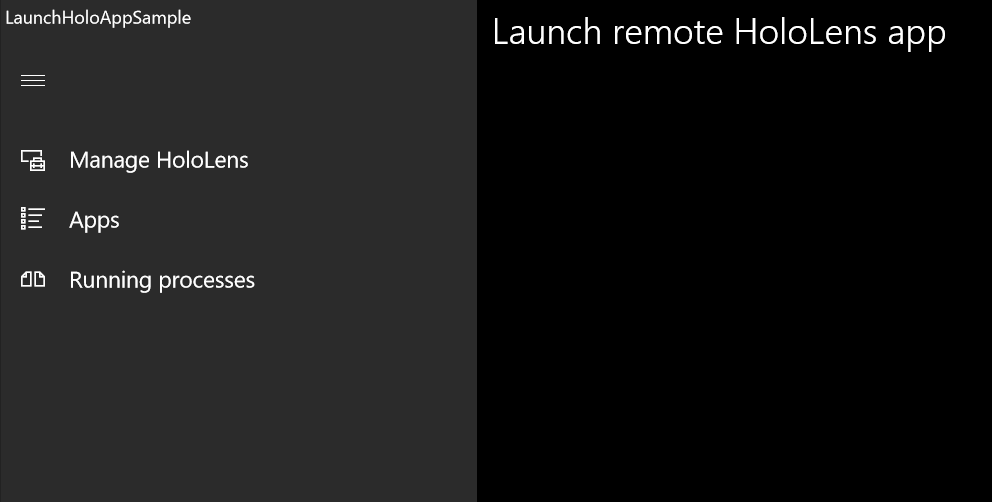 LaunchHoloAppSample
Launch remote HoloLens app
Manage HoloLens
Apps
Running processes